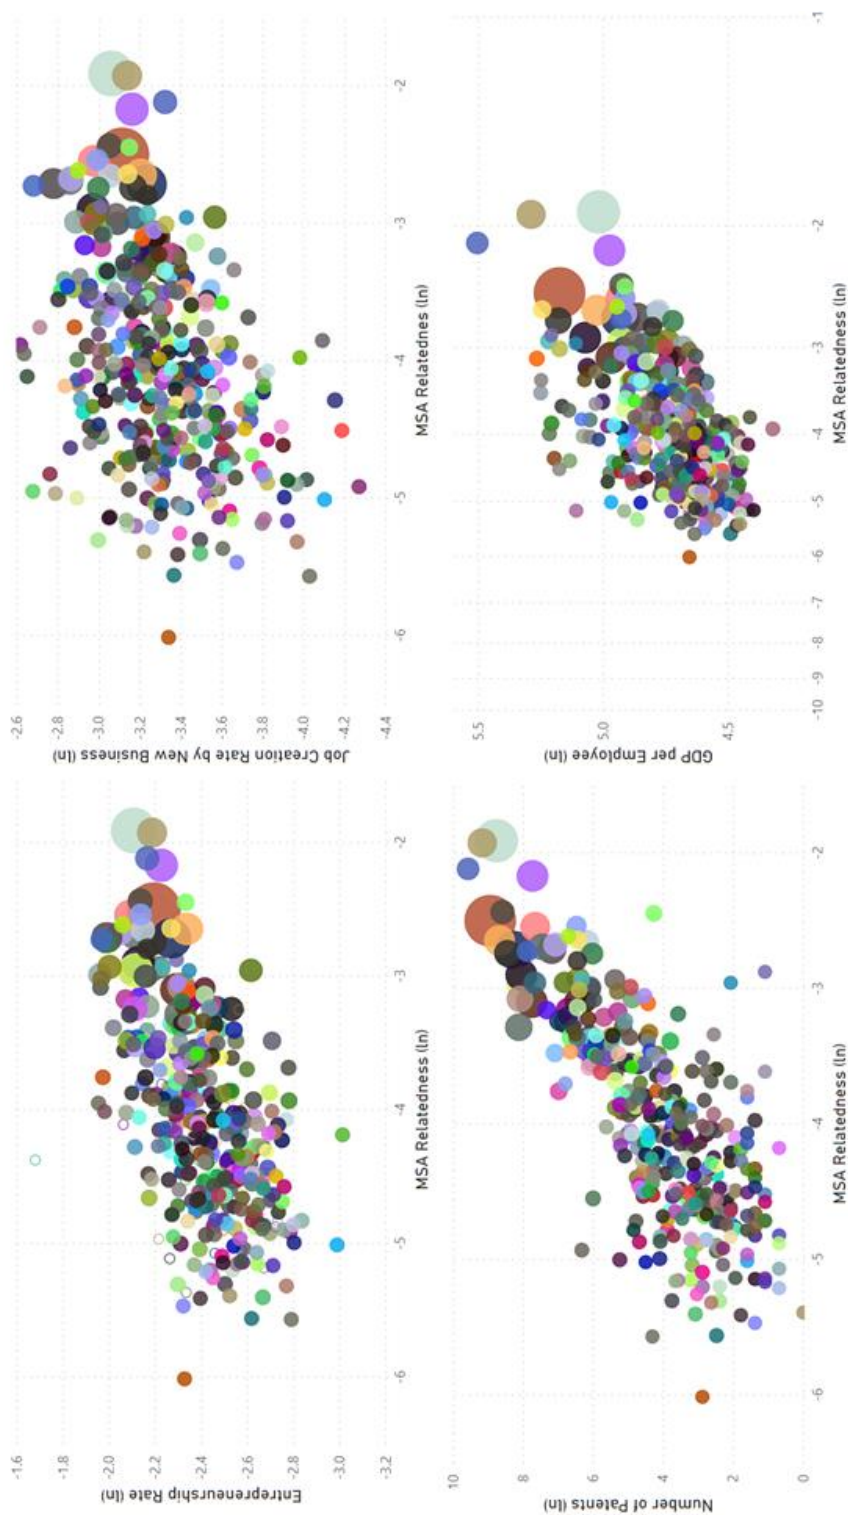 Entrepreneurship Rate (ln)
-1.6
-1.8
-2.0
-2.2
-2.4
-2.6
-2.8
-3.0
-3.2
-6 -5 -4 -3 -2
MSA Relatedness (ln)
Job Creation Rate by New Business (ln)
-2.6
-2.8
-3.0
-3.2
-3.4
-3.6
-3.8
-4.0
-4.2
-4.4
-6 -5 -4 -3 -2
MSA Relatednes (ln)
Number of Patents (ln)
10
8
6
4
2
0
-6 -5 -4 -3 -2
MSA Relatedness (ln)
GDP per Employee (ln)
5.5
5.0
4.5
-10 -9 -8 -7 -6 -5 -4 -3 -2 -1
MSA Relatedness (ln)